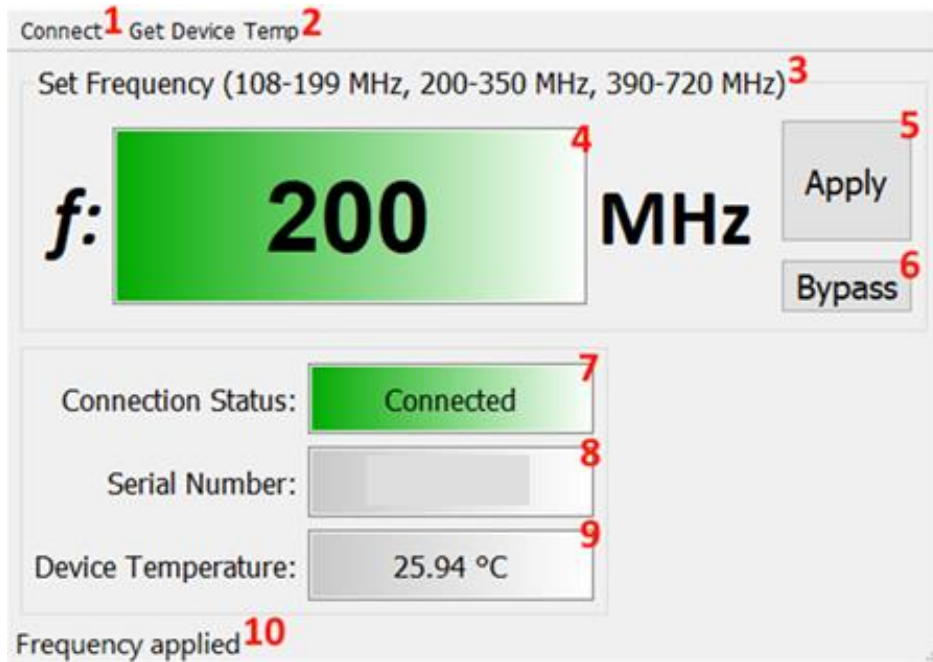 Connect1 Get Device Temp2
Set Frequency (108-199 MHz, 200-350 MHz, 390-720 MHz)3
f: 200 4 MHz
5
Apply
6
Bypass
Connection Status: Connected 7
Serial Number: 8
Device Temperature: 25.94 °C 9
Frequency applied10